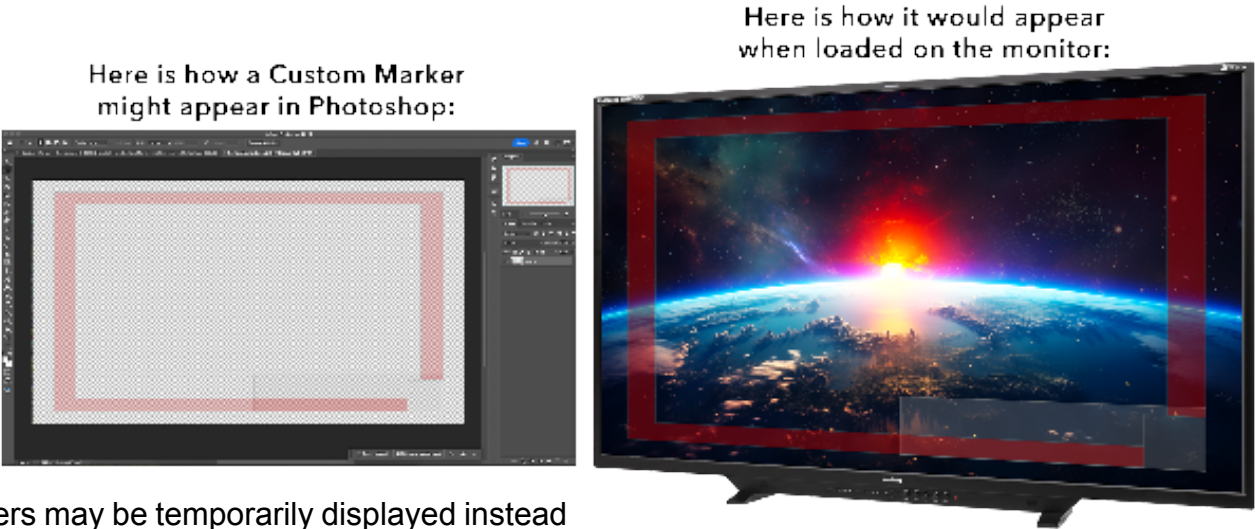 Here is how it would appear
when loaded on the monitor:
Here is how a Custom Marker
might appear in Photoshop:
ers may be temporarily displayed instead